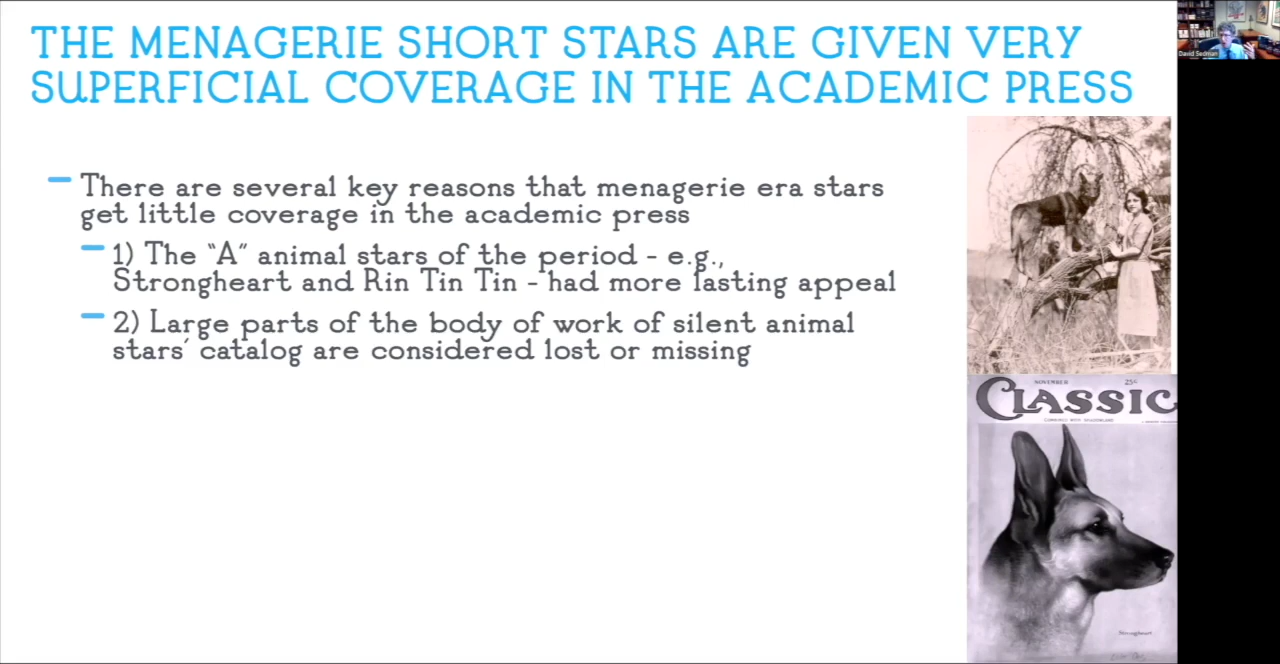 THE MENAGERIE SHORT STARS ARE GIVEN VERY
SUPERFICIAL COVERAGE IN THE ACADEMIC PRESS
There are several key reasons that menagerie era stars
get little coverage in the academic press
1) The “A” animal stars of the period - e.g.,
Strongheart and Rin Tin Tin - had more lasting appeal
2) Large parts of the body of work of silent animal
stars’ catalog are considered lost or missing
David Sedman
NOVEMBER 25¢
CLASSIC
Strongheart